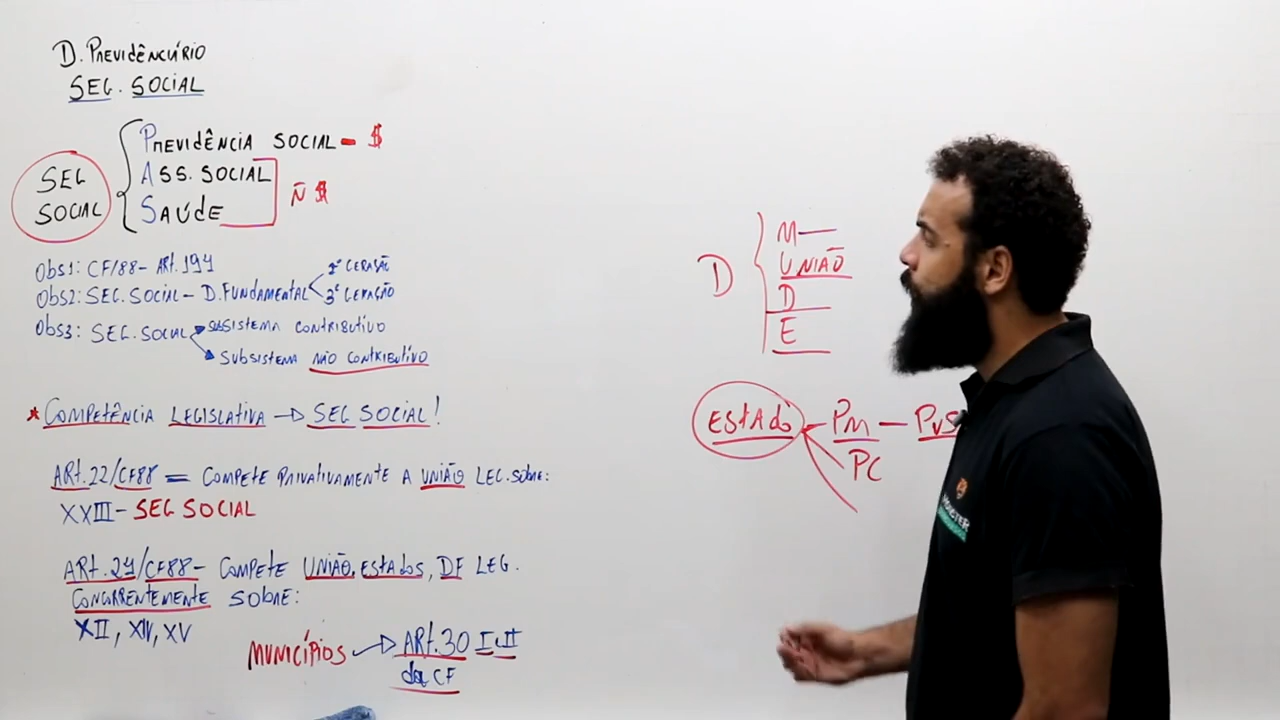 D. PREVIDÊNCIÁRIO
SEG. SOCIAL
SEG SOCIAL
PREVIDÊNCIA SOCIAL - $
ASS. SOCIAL
SAÚDE
Ñ $
Obs1: CF/88 - ART. 194
Obs2: SEG. SOCIAL - D. FUNDAMENTAL
1ª GERAÇÃO
3ª GERAÇÃO
Obs3: SEG. SOCIAL
SUBSISTEMA CONTRIBUTIVO
SUBSISTEMA NÃO CONTRIBUTIVO
* COMPETÊNCIA LEGISLATIVA → SEG SOCIAL!
ART. 22/CF88 = COMPETE PRIVATIVAMENTE A UNIÃO LEG. SOBRE:
XXIII - SEG SOCIAL
ART. 24/CF88 - COMPETE UNIÃO, ESTADOS, DF LEG.
CONCORRENTEMENTE SOBRE:
XII, XIV, XV
MUNICÍPIOS → ART. 30 I e II
da CF
D
M
UNIÃO
D
E
ESTADO
PM - PVS
PC